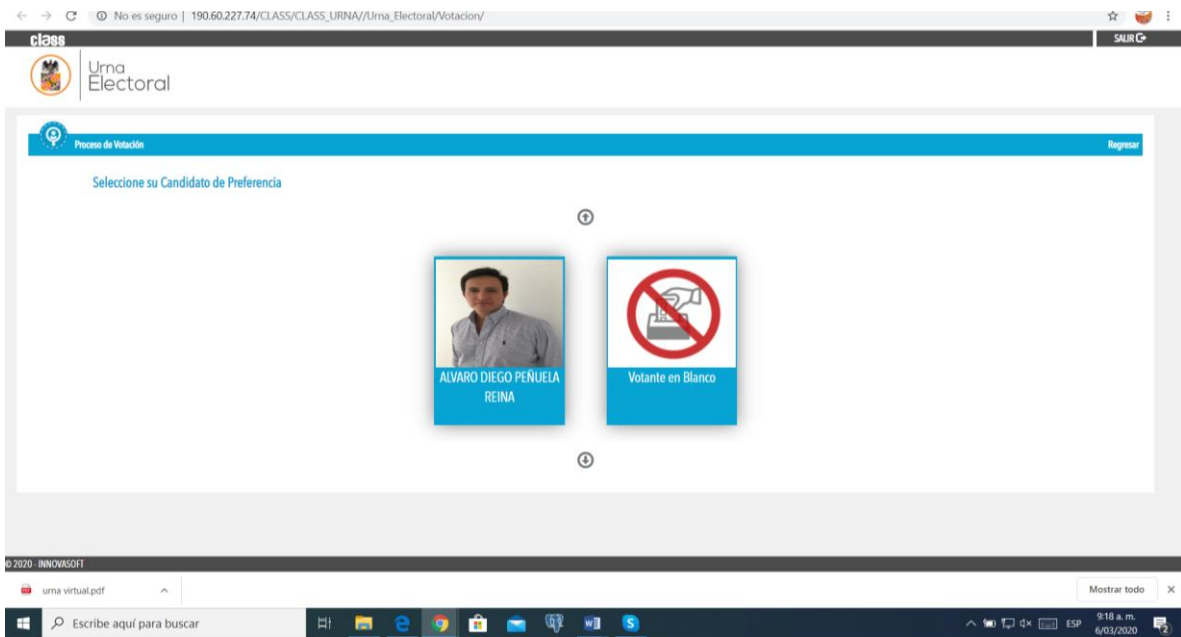 No es seguro | 190.60.227.74/CLASS/CLASS_URNA//Urna_Electoral/Votacion/
class
SALIR
Urna
Electoral
Proceso de Votación
Regresar
Seleccione su Candidato de Preferencia
ALVARO DIEGO PEÑUELA
REINA
Votante en Blanco
© 2020 - INNOVASOFT
urna virtual.pdf
Mostrar todo
Escribe aquí para buscar
ESP
9:18 a. m.
6/03/2020
2